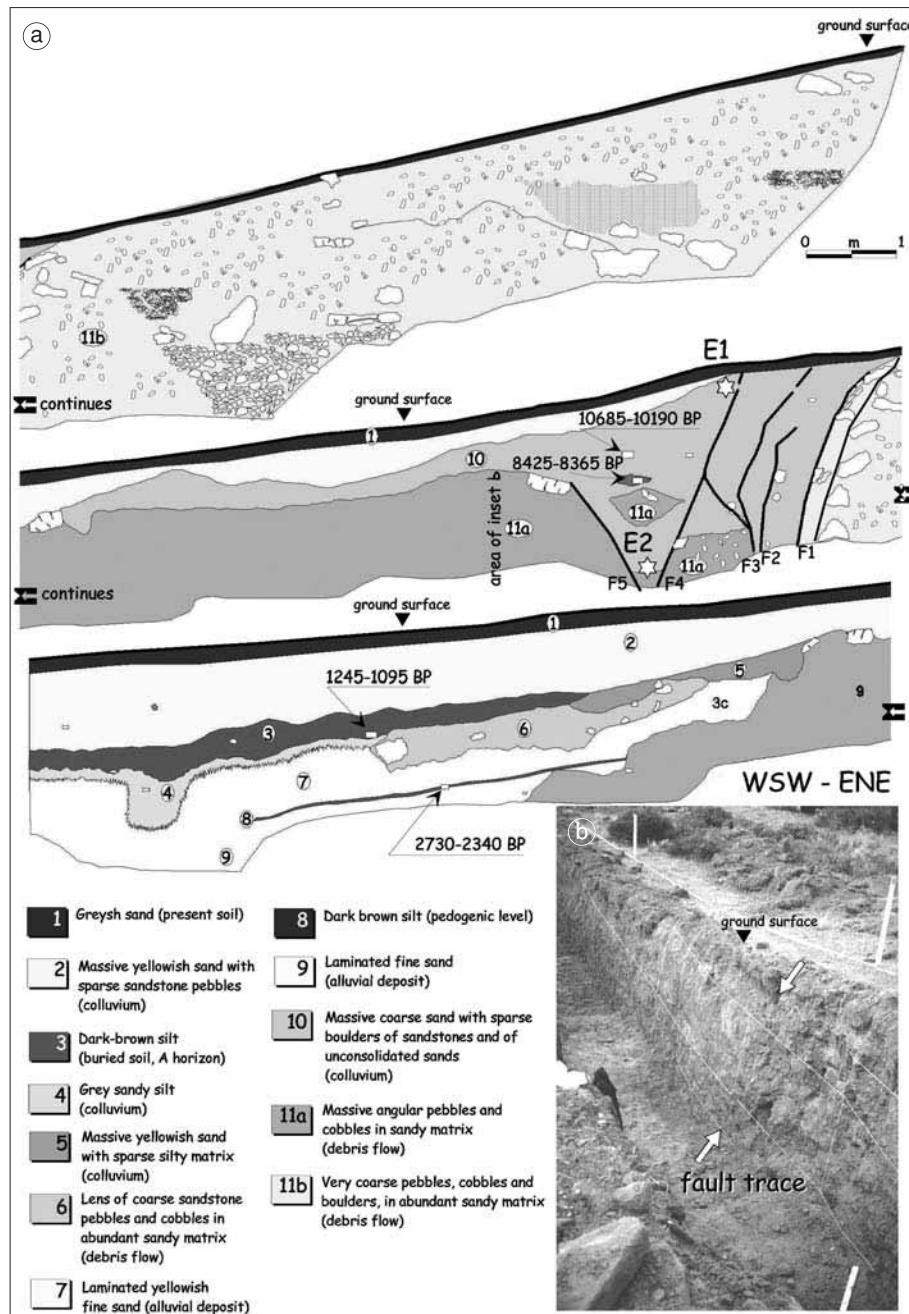 a
ground surface
0 m 1
11b
continues
E1
ground surface
10685-10190 BP
1
10
8425-8365 BP
area of inset b
11a
11a
E2
11a
F5
F4
F3
F2
F1
continues
ground surface
1
2
1245-1095 BP
5
9
3
3c
6
7
4
WSW - ENE
8
2730-2340 BP
9
b
ground surface
fault trace
1 Greysh sand (present soil)
2 Massive yellowish sand with
sparse sandstone pebbles
(colluvium)
3 Dark-brown silt
(buried soil, A horizon)
4 Grey sandy silt
(colluvium)
5 Massive yellowish sand
with sparse silty matrix
(colluvium)
6 Lens of coarse sandstone
pebbles and cobbles in
abundant sandy matrix
(debris flow)
7 Laminated yellowish
fine sand (alluvial deposit)
8 Dark brown silt (pedogenic level)
9 Laminated fine sand
(alluvial deposit)
10 Massive coarse sand with sparse
boulders of sandstones and of
unconsolidated sands
(colluvium)
11a Massive angular pebbles and
cobbles in sandy matrix
(debris flow)
11b Very coarse pebbles, cobbles and
boulders, in abundant sandy matrix
(debris flow)